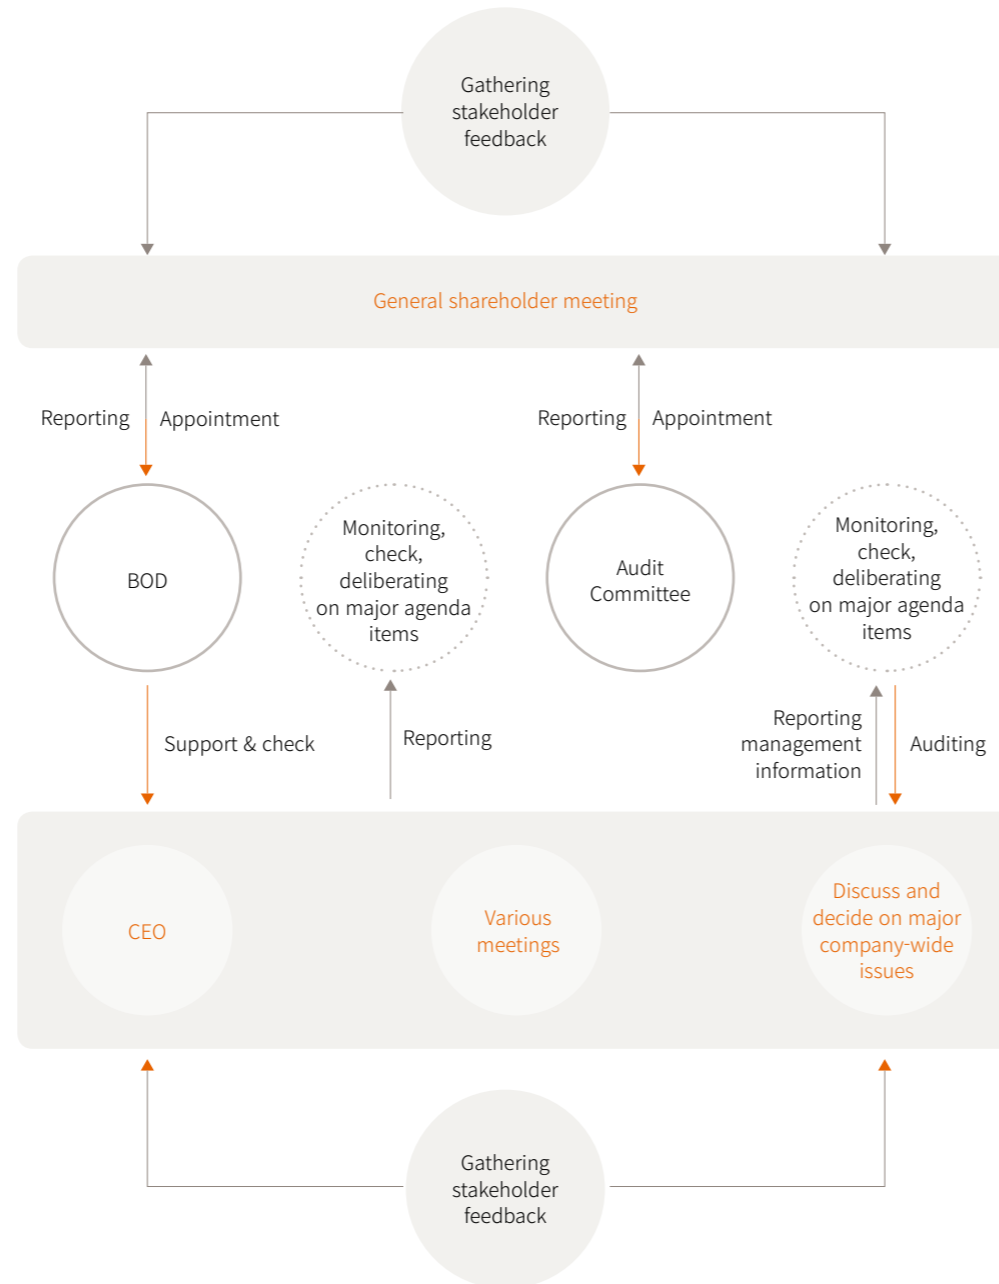 Gathering
stakeholder
feedback
General shareholder meeting
Reporting
Appointment
Reporting
Appointment
BOD
Monitoring,
check,
deliberating
on major agenda
items
Audit
Committee
Monitoring,
check,
deliberating
on major agenda
items
Support & check
Reporting
Reporting
management
information
Auditing
CEO
Various
meetings
Discuss and
decide on major
company-wide
issues
Gathering
stakeholder
feedback